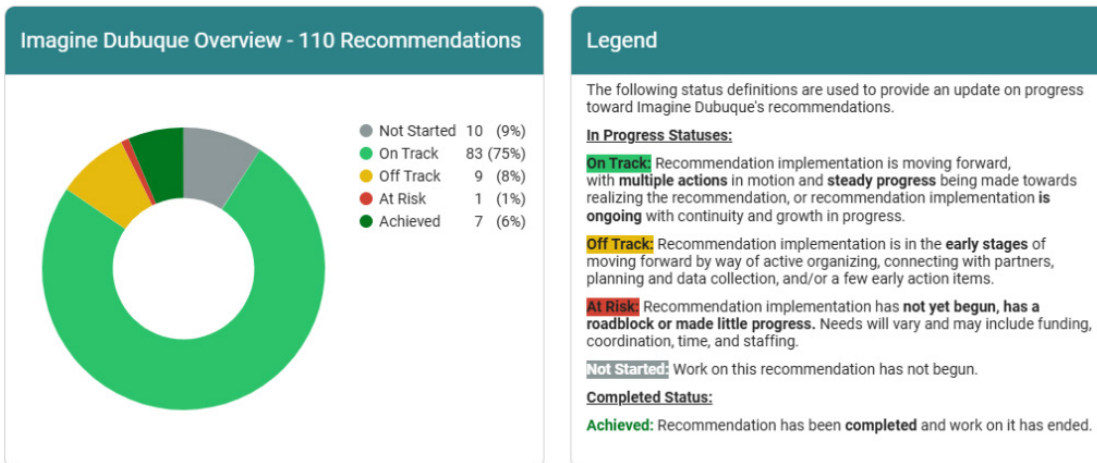 Imagine Dubuque Overview - 110 Recommendations
Not Started 10 (9%)
On Track 83 (75%)
Off Track 9 (8%)
At Risk 1 (1%)
Achieved 7 (6%)
Legend
The following status definitions are used to provide an update on progress
toward Imagine Dubuque's recommendations.
In Progress Statuses:
On Track: Recommendation implementation is moving forward,
with multiple actions in motion and steady progress being made towards
realizing the recommendation, or recommendation implementation is
ongoing with continuity and growth in progress.
Off Track: Recommendation implementation is in the early stages of
moving forward by way of active organizing, connecting with partners,
planning and data collection, and/or a few early action items.
At Risk: Recommendation implementation has not yet begun, has a
roadblock or made little progress. Needs will vary and may include funding,
coordination, time, and staffing.
Not Started: Work on this recommendation has not begun.
Completed Status:
Achieved: Recommendation has been completed and work on it has ended.